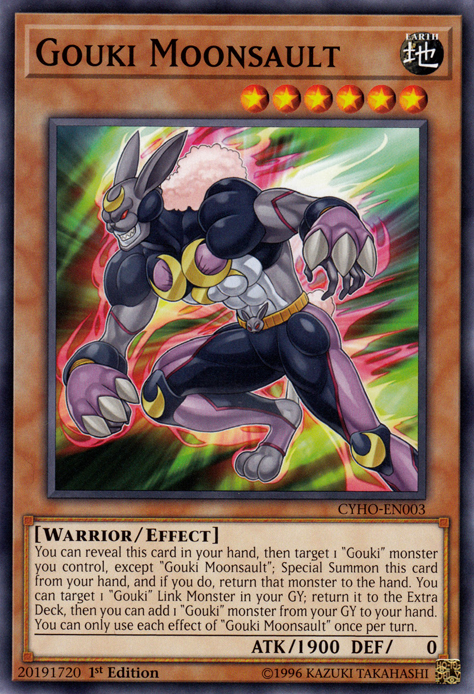 GOUKI MOONSAULT
EARTH
地
CYHO-EN003
[WARRIOR/EFFECT]
You can reveal this card in your hand, then target 1 "Gouki" monster
you control, except "Gouki Moonsault"; Special Summon this card
from your hand, and if you do, return that monster to the hand. You
can target 1 "Gouki" Link Monster in your GY; return it to the Extra
Deck, then you can add 1 "Gouki" monster from your GY to your hand.
You can only use each effect of "Gouki Moonsault" once per turn.
ATK/1900 DEF/ 0
20191720 1st Edition ©1996 KAZUKI TAKAHASHI